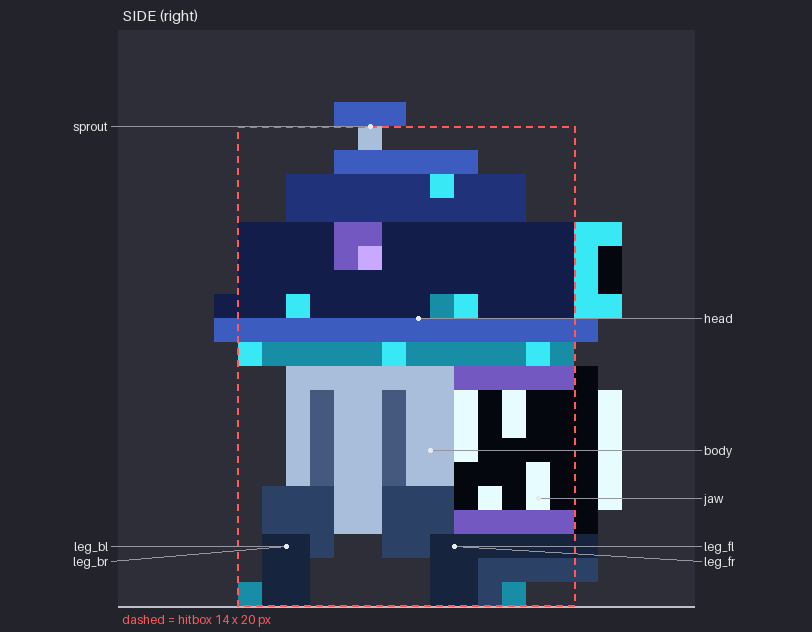 SIDE (right)
sprout
head
body
jaw
leg_bl
leg_fl
leg_br
leg_fr
dashed = hitbox 14 x 20 px